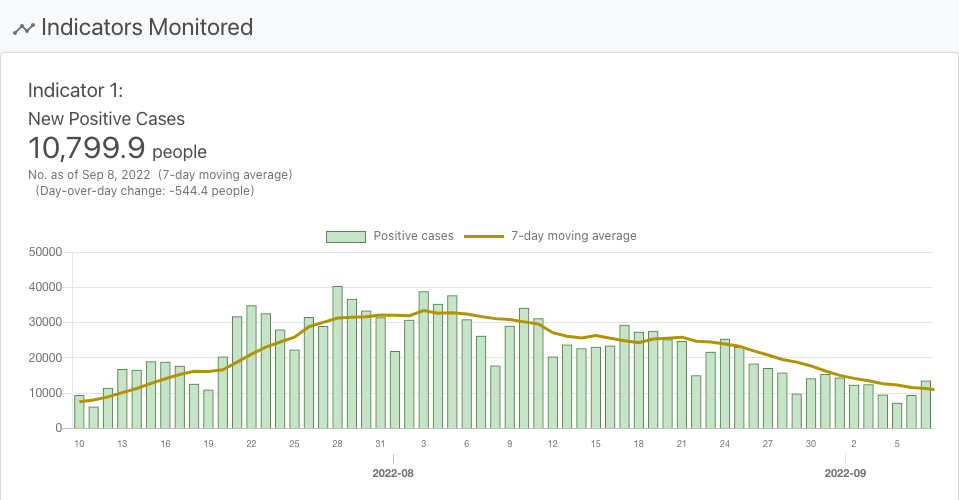 Indicators Monitored
Indicator 1:
New Positive Cases
10,799.9 people
No. as of Sep 8, 2022 (7-day moving average)
(Day-over-day change: -544.4 people)
Positive cases 7-day moving average
50000
40000
30000
20000
10000
0
10 13 16 19 22 25 28 31 3 6 9 12 15 18 21 24 27 30 2 5
2022-08 2022-09